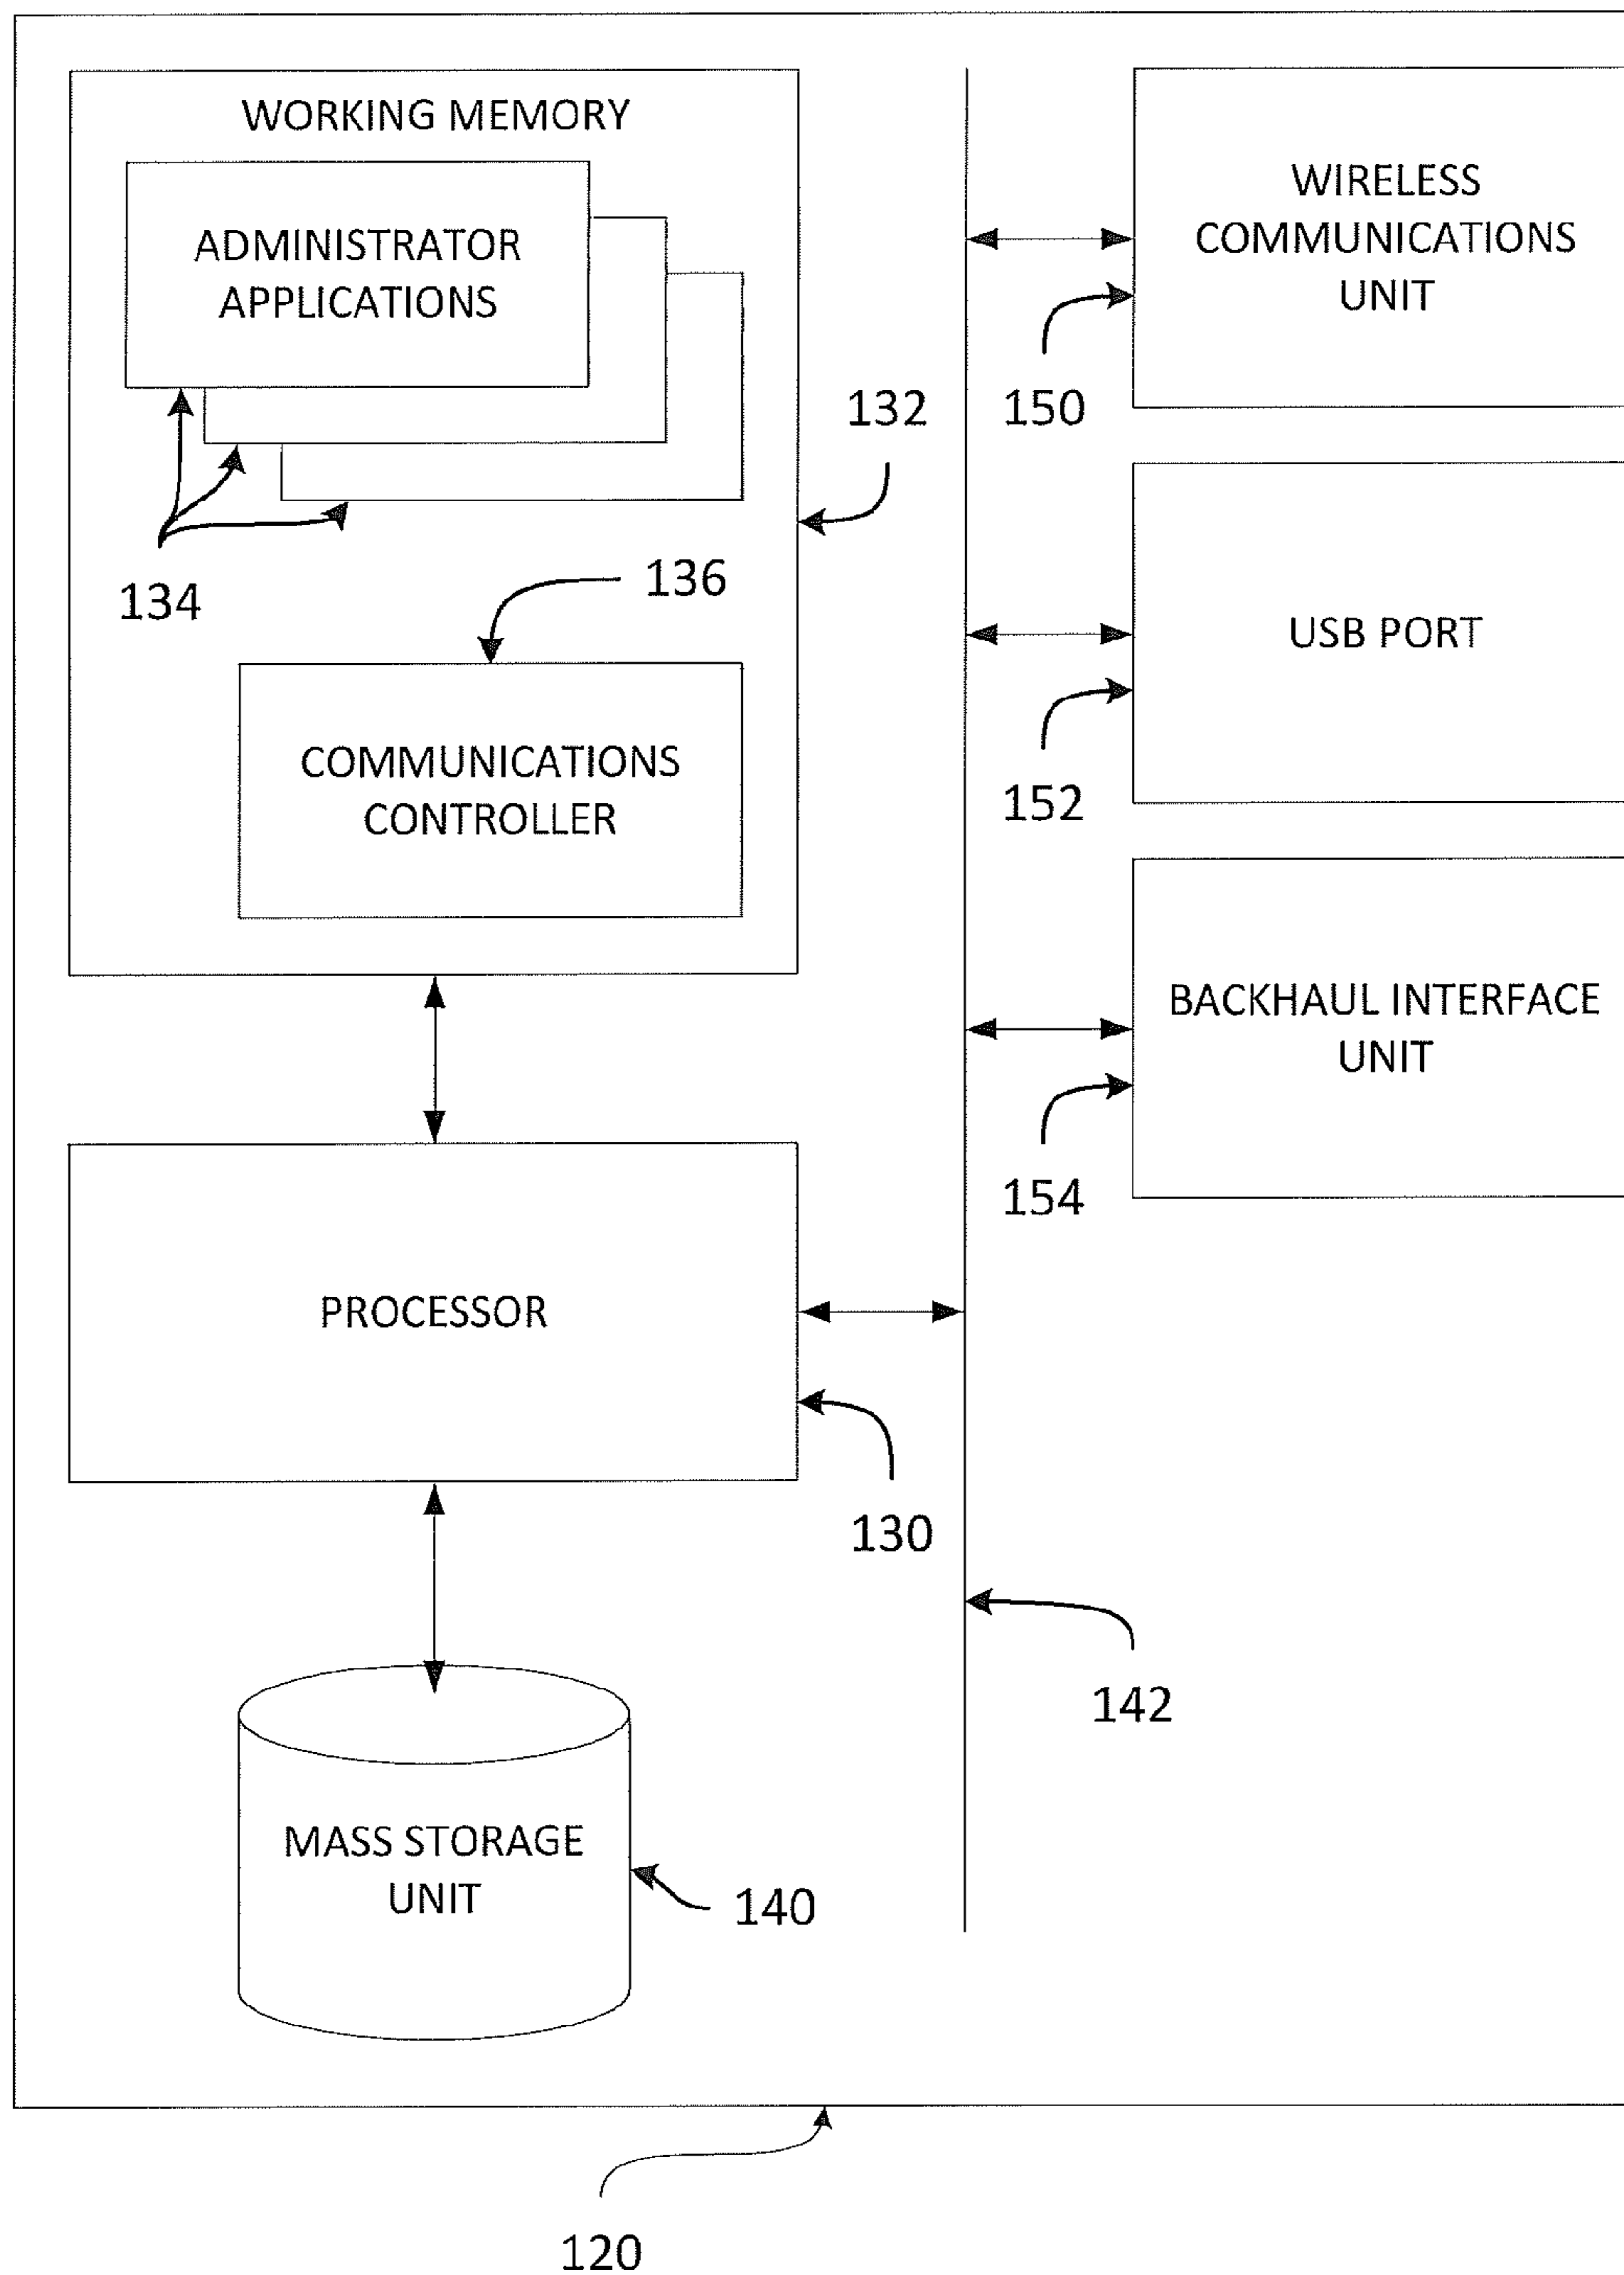 WORKING MEMORY
ADMINISTRATOR
APPLICATIONS
134
132
136
COMMUNICATIONS
CONTROLLER
PROCESSOR
130
MASS STORAGE
UNIT
140
WIRELESS
COMMUNICATIONS
UNIT
150
USB PORT
152
BACKHAUL INTERFACE
UNIT
154
142
120